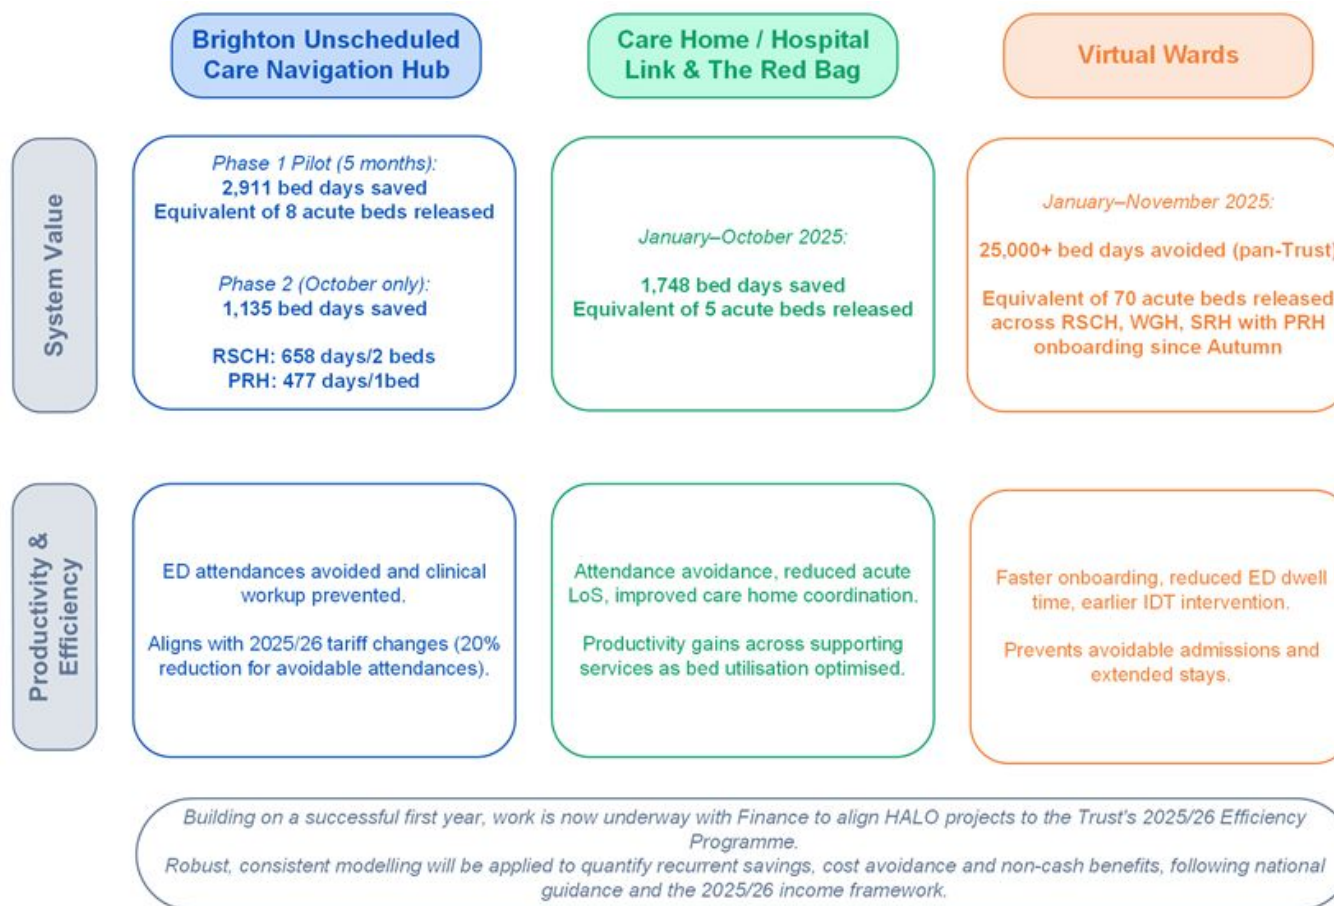 Brighton Unscheduled
Care Navigation Hub
Care Home / Hospital
Link & The Red Bag
Virtual Wards
System Value
Phase 1 Pilot (5 months):
2,911 bed days saved
Equivalent of 8 acute beds released
Phase 2 (October only):
1,135 bed days saved
RSCH: 658 days/2 beds
PRH: 477 days/1bed
January–October 2025:
1,748 bed days saved
Equivalent of 5 acute beds released
January–November 2025:
25,000+ bed days avoided (pan-Trust)
Equivalent of 70 acute beds released
across RSCH, WGH, SRH with PRH
onboarding since Autumn
Productivity &
Efficiency
ED attendances avoided and clinical
workup prevented.
Aligns with 2025/26 tariff changes (20%
reduction for avoidable attendances).
Attendance avoidance, reduced acute
LoS, improved care home coordination.
Productivity gains across supporting
services as bed utilisation optimised.
Faster onboarding, reduced ED dwell
time, earlier IDT intervention.
Prevents avoidable admissions and
extended stays.
Building on a successful first year, work is now underway with Finance to align HALO projects to the Trust's 2025/26 Efficiency
Programme.
Robust, consistent modelling will be applied to quantify recurrent savings, cost avoidance and non-cash benefits, following national
guidance and the 2025/26 income framework.